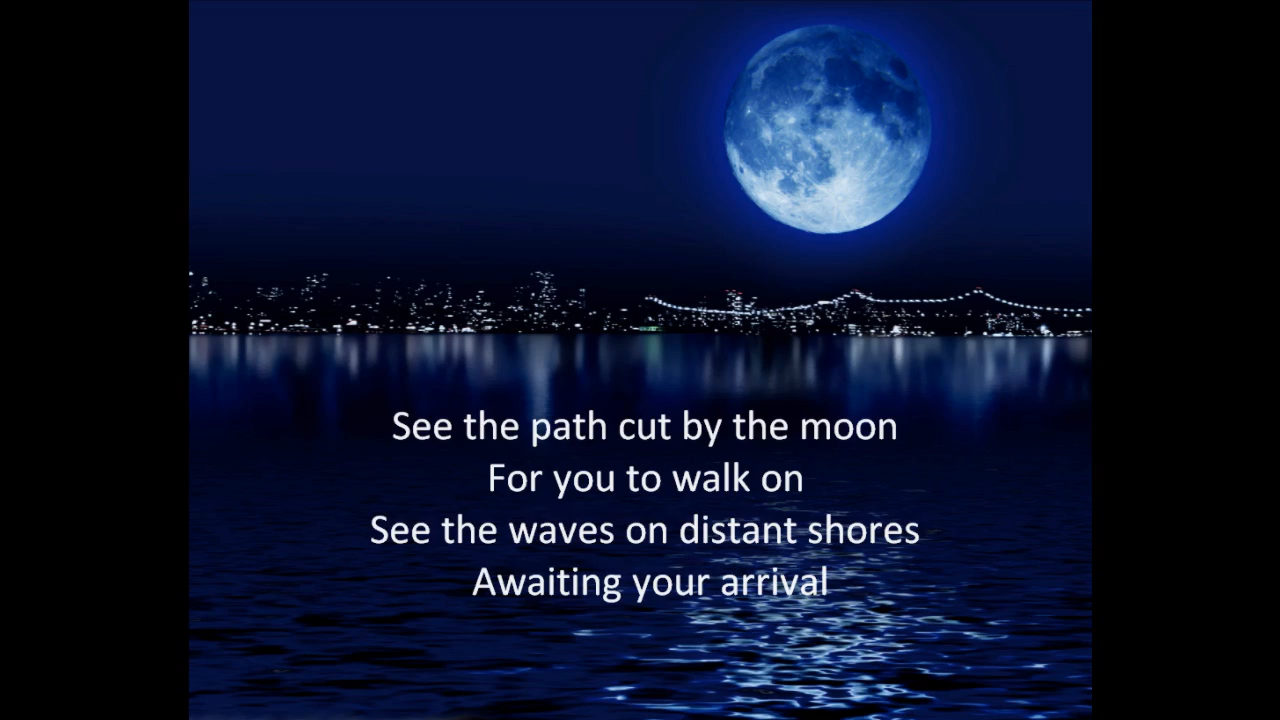 See the path cut by the moon
For you to walk on
See the waves on distant shores
Awaiting your arrival